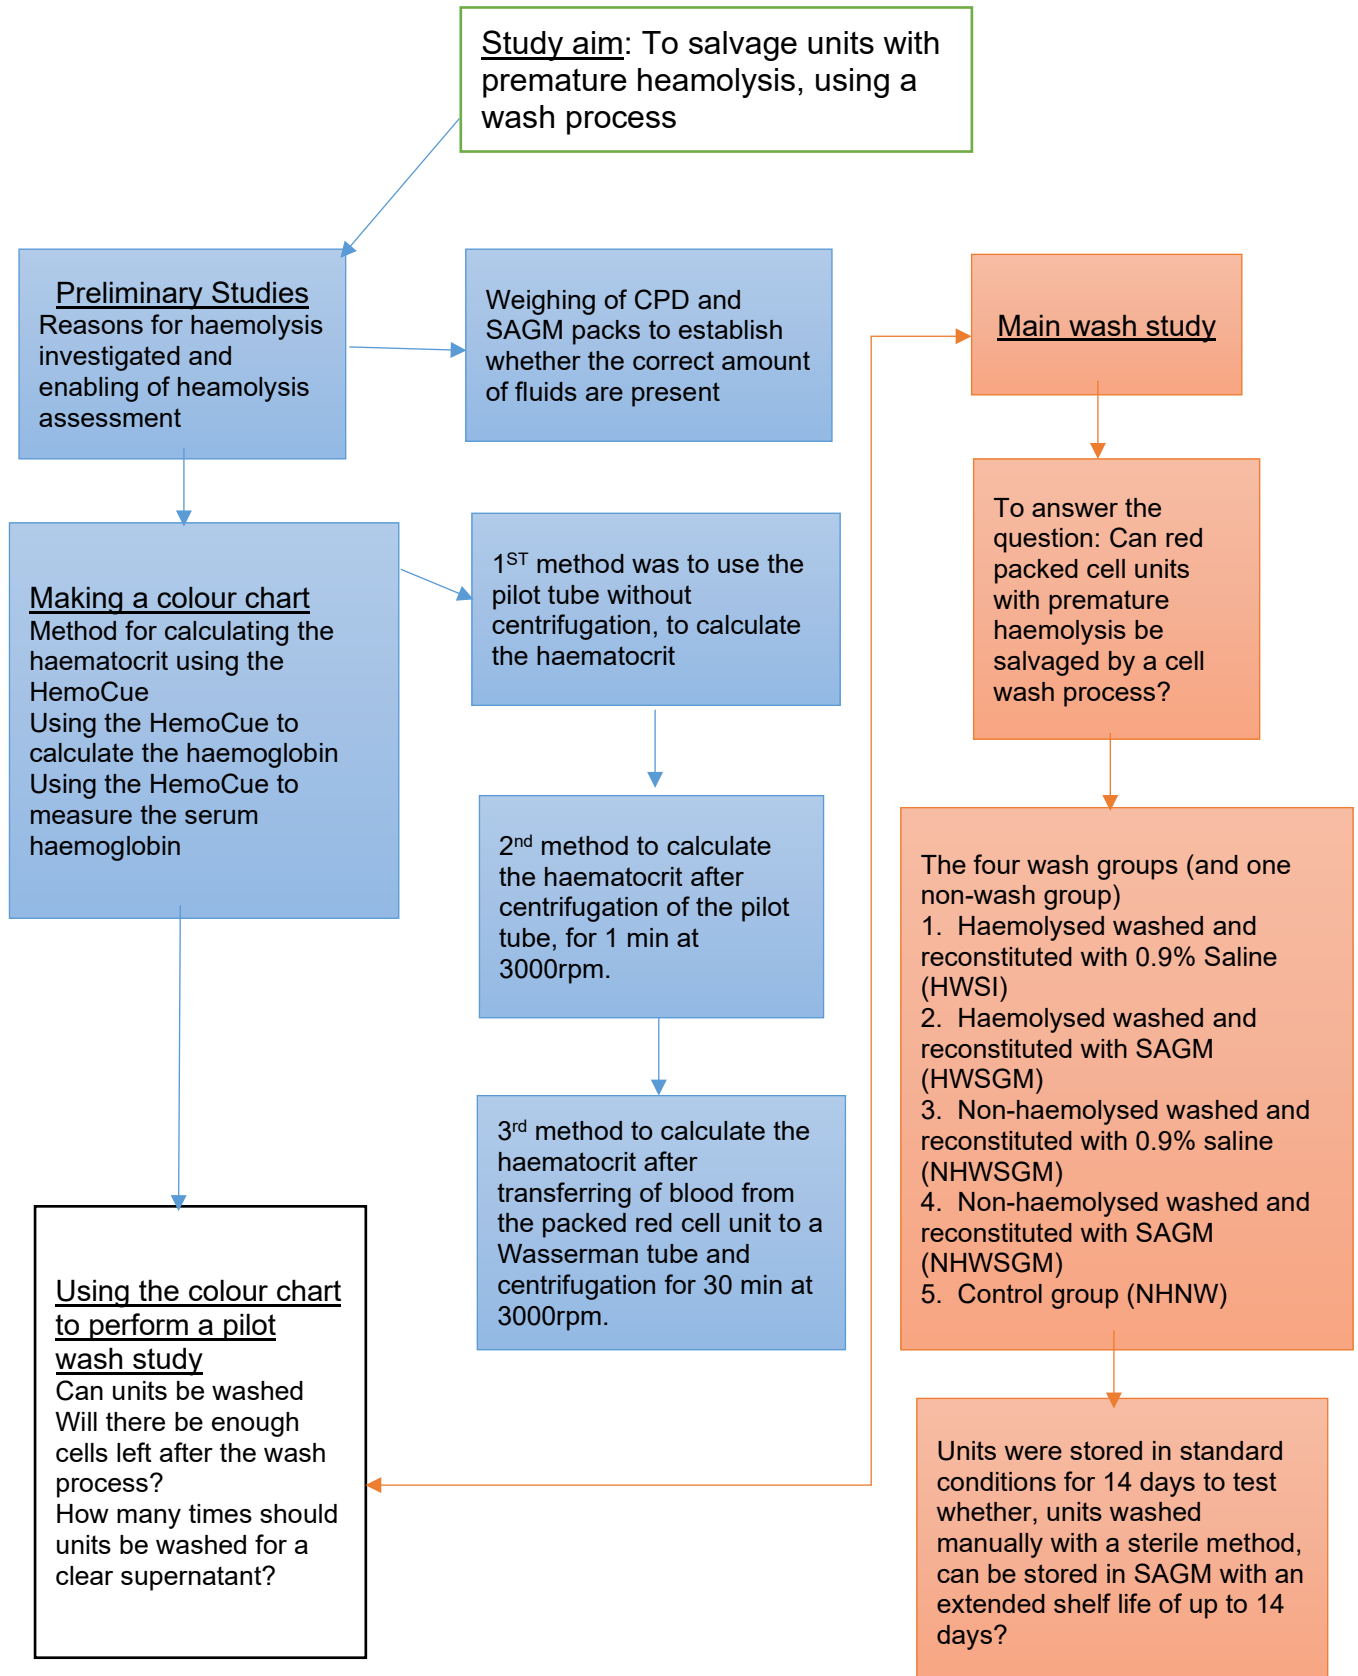 Study aim: To salvage units with
premature heamolysis, using a
wash process
Preliminary Studies
Reasons for haemolysis
investigated and
enabling of heamolysis
assessment
Weighing of CPD and
SAGM packs to establish
whether the correct amount
of fluids are present
Making a colour chart
Method for calculating the
haematocrit using the
HemoCue
Using the HemoCue to
calculate the haemoglobin
Using the HemoCue to
measure the serum
haemoglobin
1ST method was to use the
pilot tube without
centrifugation, to calculate
the haematocrit
2nd method to calculate
the haematocrit after
centrifugation of the pilot
tube, for 1 min at
3000rpm.
3rd method to calculate the
haematocrit after
transferring of blood from
the packed red cell unit to a
Wasserman tube and
centrifugation for 30 min at
3000rpm.
Using the colour chart
to perform a pilot
wash study
Can units be washed
Will there be enough
cells left after the wash
process?
How many times should
units be washed for a
clear supernatant?
Main wash study
To answer the
question: Can red
packed cell units
with premature
haemolysis be
salvaged by a cell
wash process?
The four wash groups (and one
non-wash group)
1. Haemolysed washed and
reconstituted with 0.9% Saline
(HWSI)
2. Haemolysed washed and
reconstituted with SAGM
(HWSGM)
3. Non-haemolysed washed and
reconstituted with 0.9% saline
(NHWSGM)
4. Non-haemolysed washed and
reconstituted with SAGM
(NHWSGM)
5. Control group (NHNW)
Units were stored in standard
conditions for 14 days to test
whether, units washed
manually with a sterile method,
can be stored in SAGM with an
extended shelf life of up to 14
days?